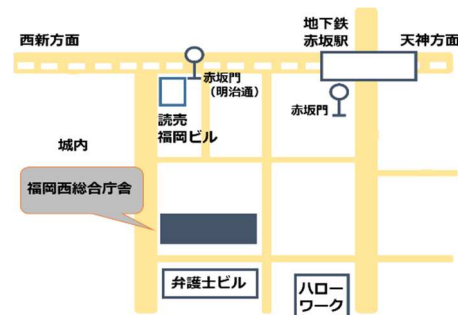 地下鉄
赤坂駅
西新方面
天神方面
赤坂門
(明治通)
赤坂門
読売
福岡ビル
城内
福岡西総合庁舎
弁護士ビル
ハロー
ワーク